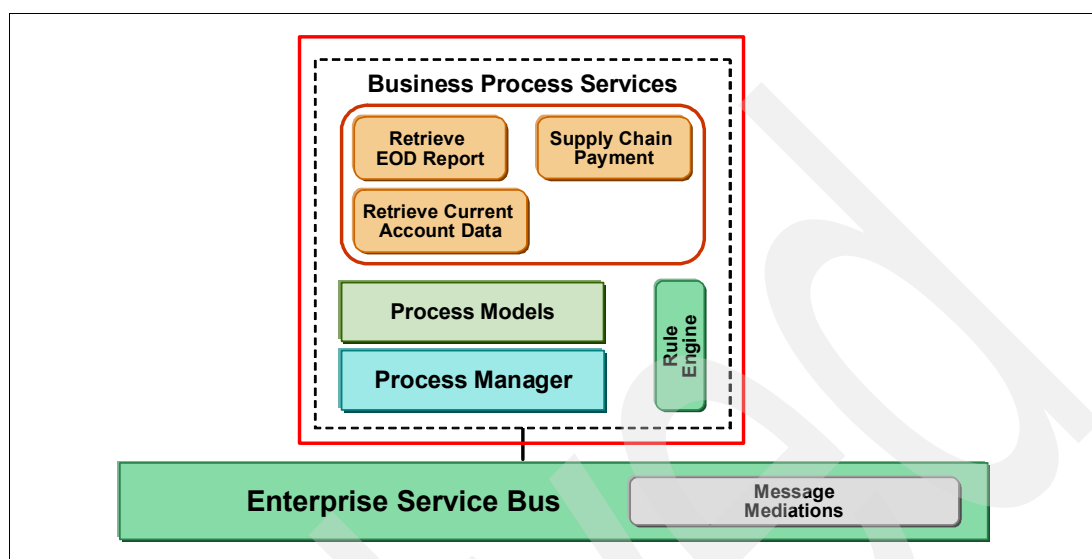 Business Process Services
Retrieve
EOD Report
Supply Chain
Payment
Retrieve Current
Account Data
Process Models
Process Manager
Rule
Engine
Enterprise Service Bus
Message
Mediations